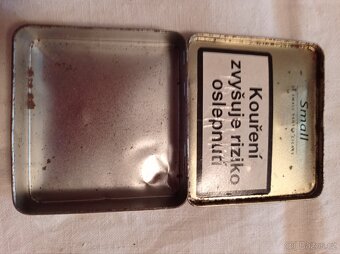 Kouření
zvyšuje riziko
oslepnutí
Small